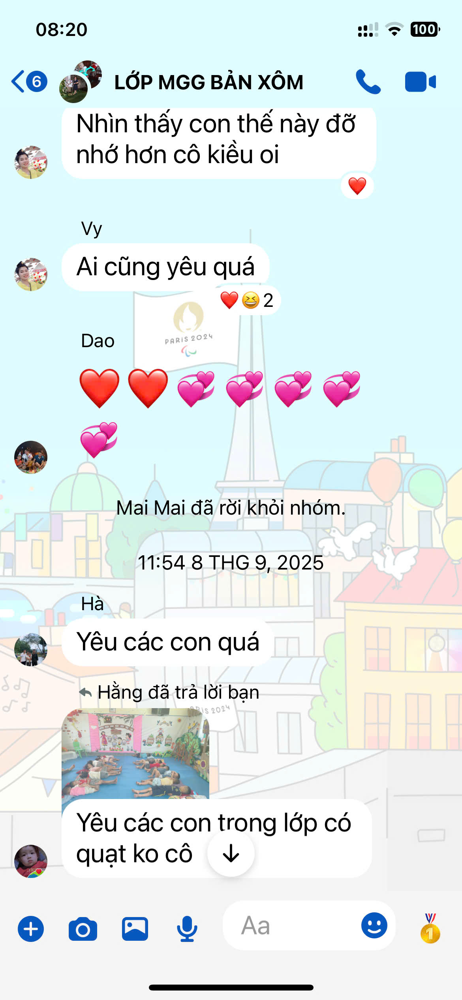 08:20
100
6
LỚP MGG BẢN XÔM
Nhìn thấy con thế này đỡ
nhớ hơn cô kiều oi
Vy
Ai cũng yêu quá
2
PARIS 2024
Dao
Mai Mai đã rời khỏi nhóm.
11:54 8 THG 9, 2025
Hà
Yêu các con quá
Hằng đã trả lời bạn
PARIS 2024
Yêu các con trong lớp có
quạt ko cô
Aa
1